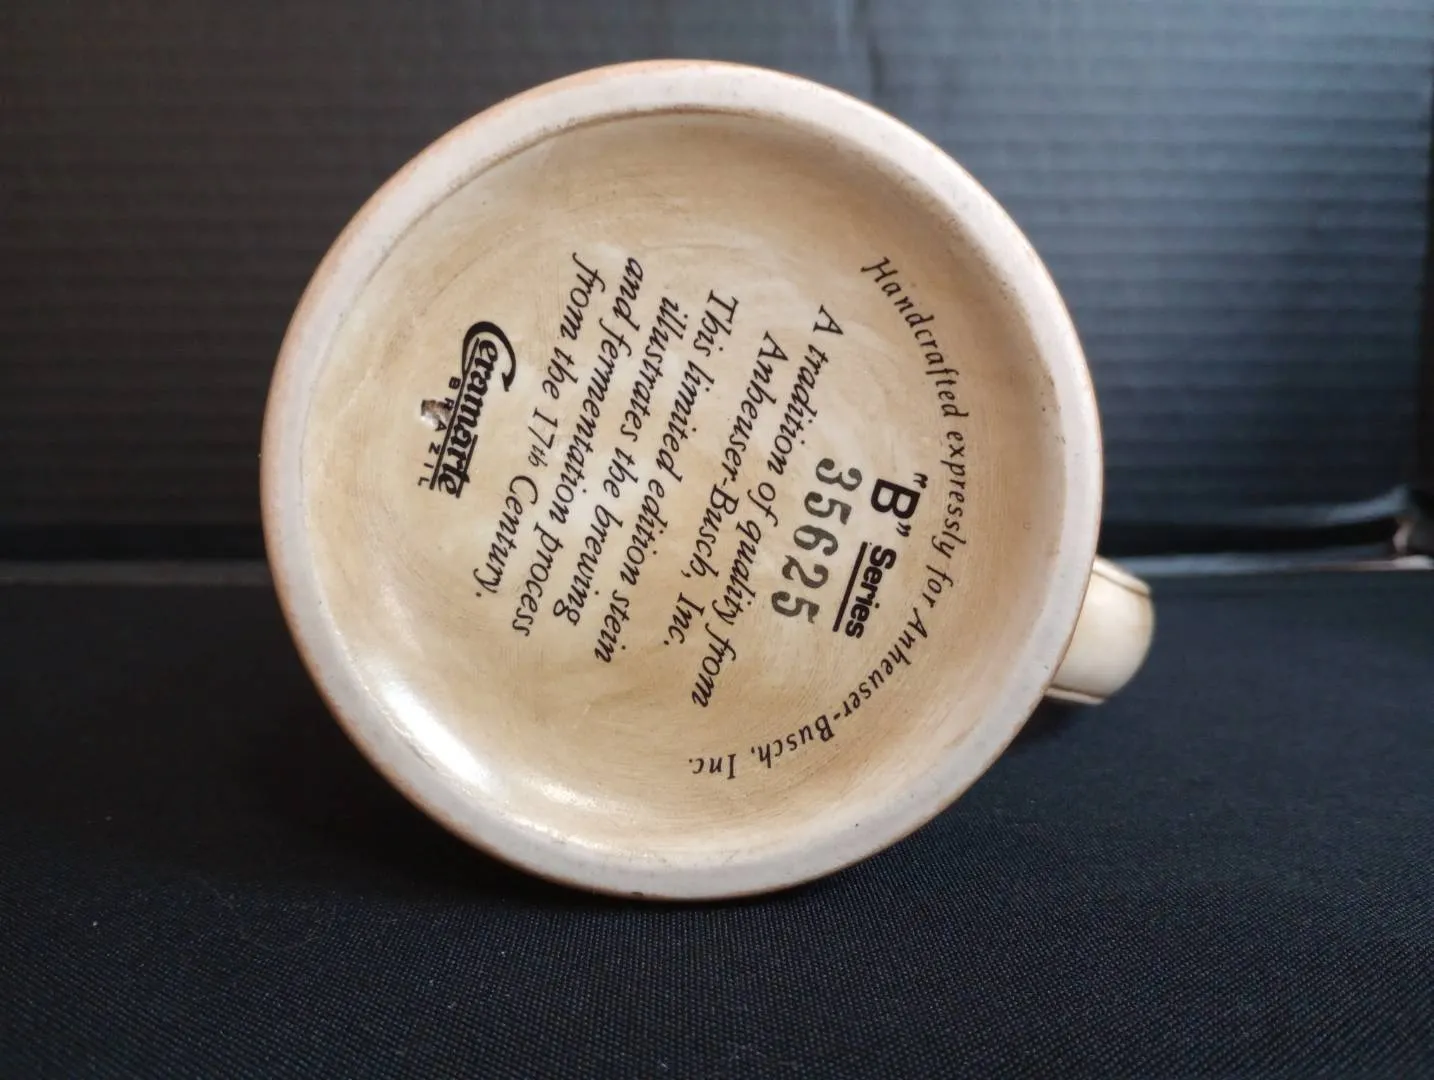 Handcrafted expressly for Anheuser-Busch, Inc.
"B" Series
35625
A tradition of quality from
Anheuser-Busch, Inc.
This limited edition stein
illustrates the brewing
and fermentation process
from the 17th Century.
Ceramarte
BRAZIL